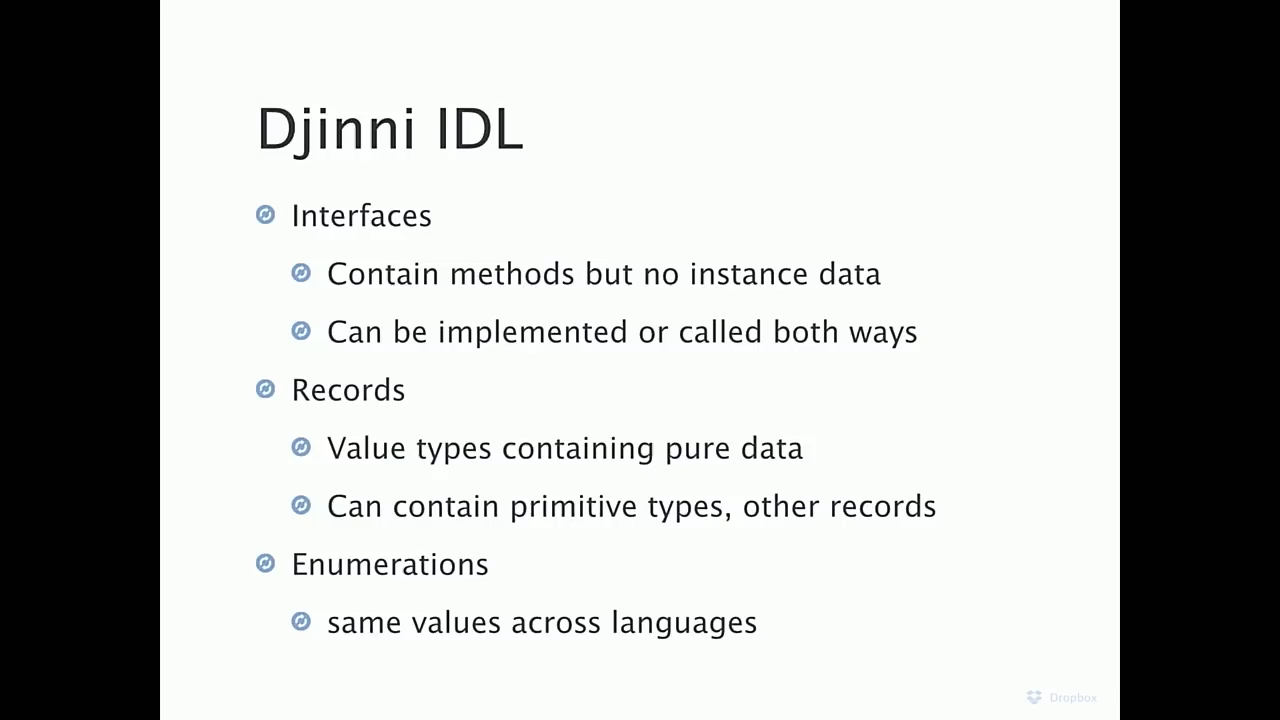 Djinni IDL
Interfaces
Contain methods but no instance data
Can be implemented or called both ways
Records
Value types containing pure data
Can contain primitive types, other records
Enumerations
same values across languages
Dropbox